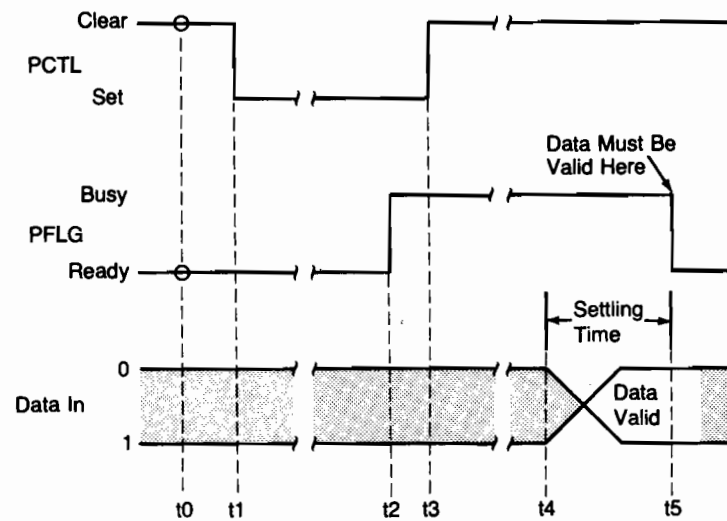 Clear
PCTL
Set
Data Must Be
Valid Here
Busy
PFLG
Ready
Settling
Time
0
Data In
Data
Valid
1
t0
t1
t2
t3
t4
t5